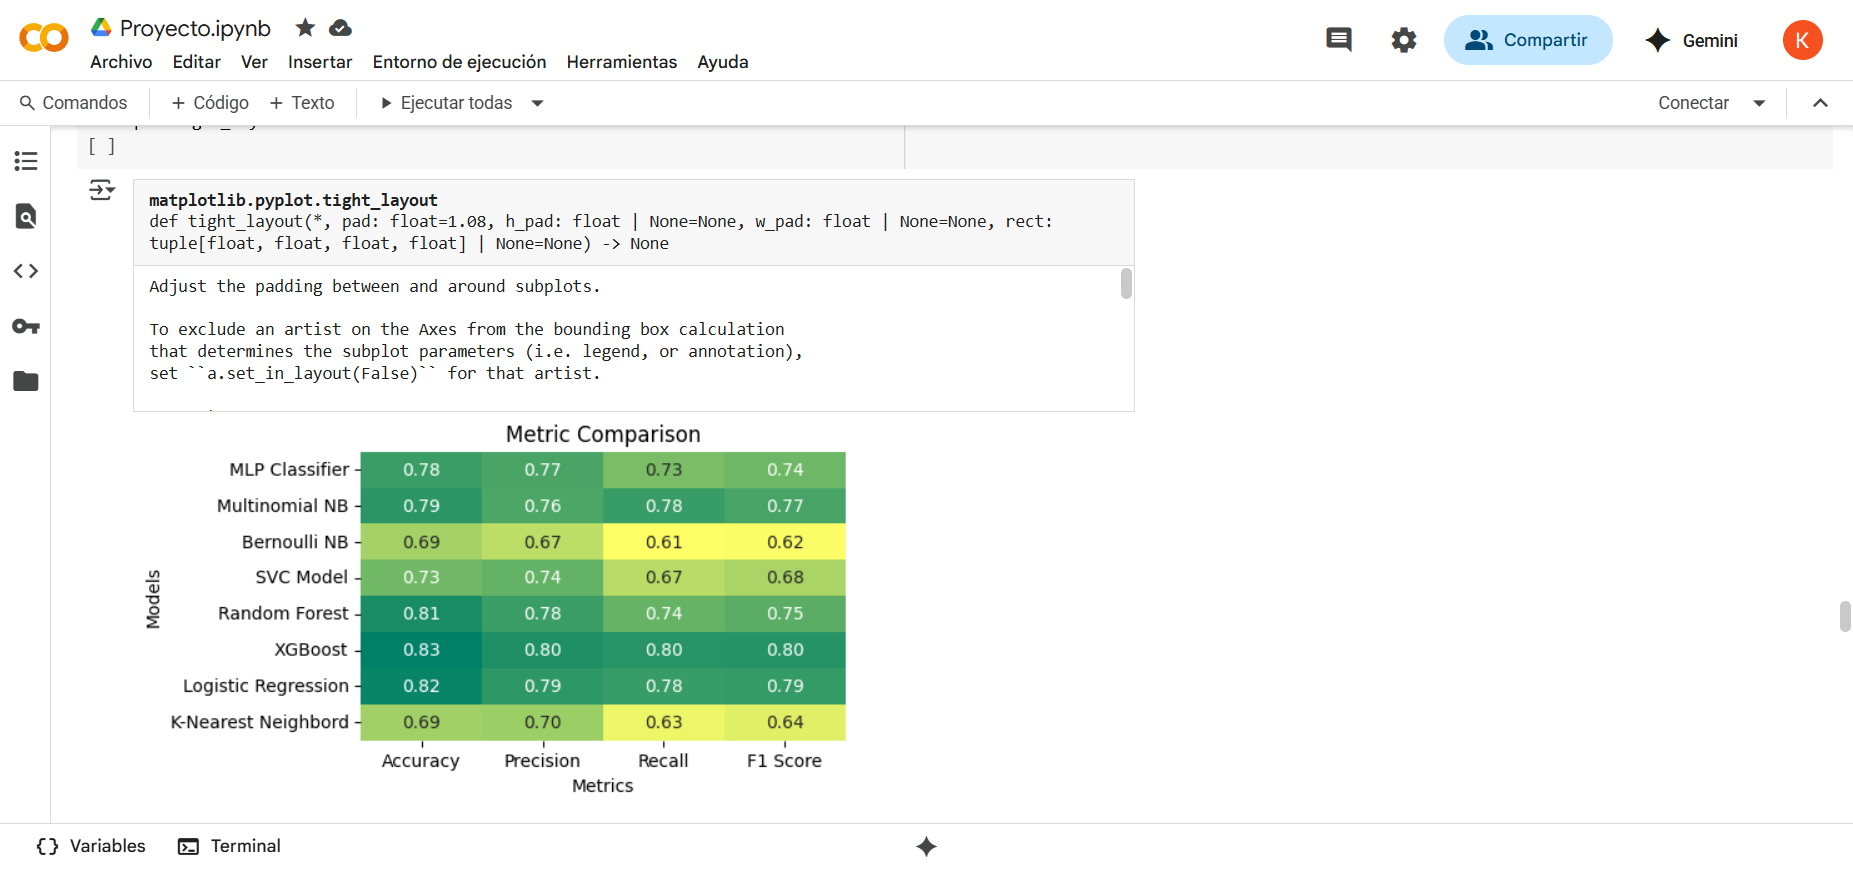 Proyecto.ipynb
Archivo Editar Ver Insertar Entorno de ejecución Herramientas Ayuda
Compartir
Gemini
K
Comandos + Código + Texto Ejecutar todas
Conectar
[ ]
matplotlib.pyplot.tight_layout
def tight_layout(*, pad: float=1.08, h_pad: float | None=None, w_pad: float | None=None, rect:
tuple[float, float, float, float] | None=None) -> None
Adjust the padding between and around subplots.
To exclude an artist on the Axes from the bounding box calculation
that determines the subplot parameters (i.e. legend, or annotation),
set ``a.set_in_layout(False)`` for that artist.
Metric Comparison
Models
MLP Classifier 0.78 0.77 0.73 0.74
Multinomial NB 0.79 0.76 0.78 0.77
Bernoulli NB 0.69 0.67 0.61 0.62
SVC Model 0.73 0.74 0.67 0.68
Random Forest 0.81 0.78 0.74 0.75
XGBoost 0.83 0.80 0.80 0.80
Logistic Regression 0.82 0.79 0.78 0.79
K-Nearest Neighbord 0.69 0.70 0.63 0.64
Accuracy Precision Recall F1 Score
Metrics
Variables Terminal